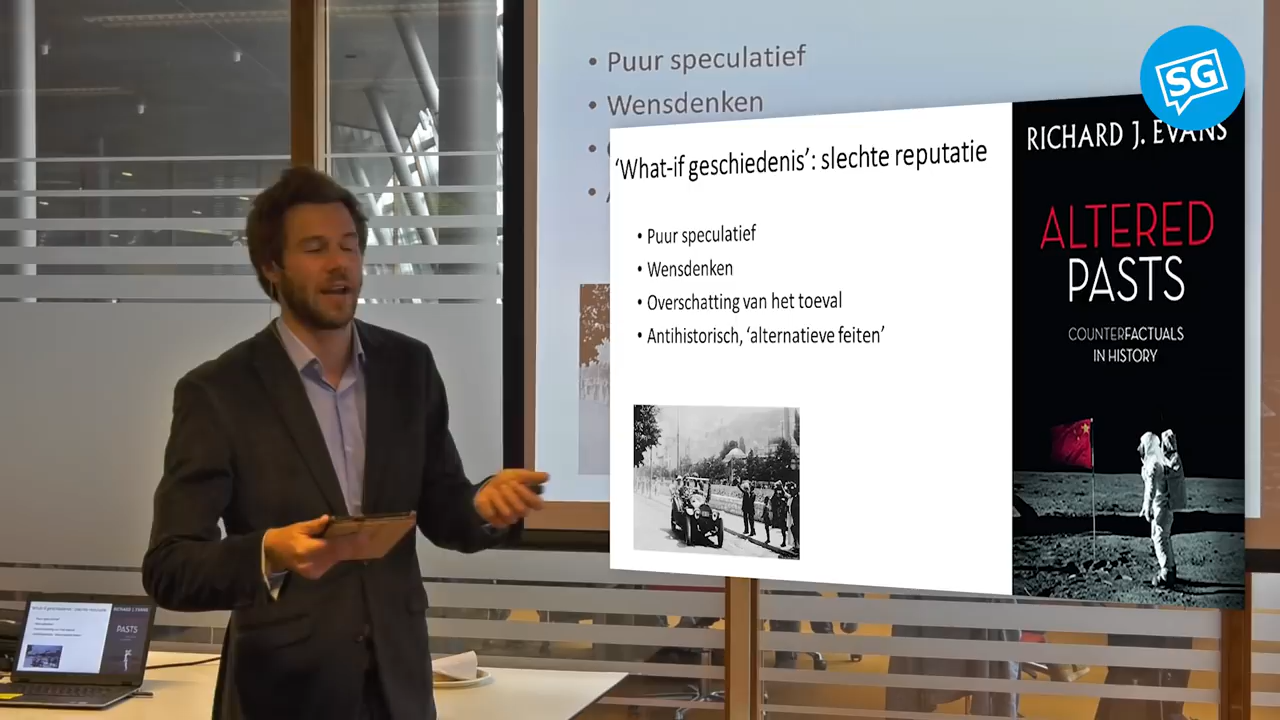 SG
• Puur speculatief
• Wensdenken
'What-if geschiedenis': slechte reputatie
• Puur speculatief
• Wensdenken
• Overschatting van het toeval
• Antihistorisch, 'alternatieve feiten'
RICHARD J. EVANS
ALTERED
PASTS
COUNTERFACTUALS
IN HISTORY
PASTS